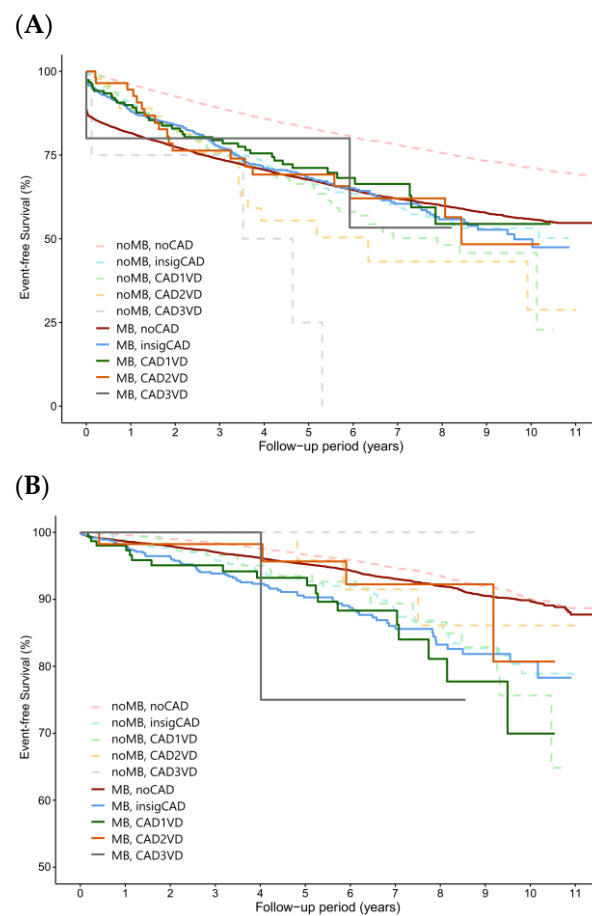 (A)
100
75
50
25
0
Event-free Survival (%)
noMB, noCAD
noMB, insigCAD
noMB, CAD1VD
noMB, CAD2VD
noMB, CAD3VD
MB, noCAD
MB, insigCAD
MB, CAD1VD
MB, CAD2VD
MB, CAD3VD
0 1 2 3 4 5 6 7 8 9 10 11
Follow−up period (years)
(B)
100
90
80
70
60
50
Event-free Survival (%)
noMB, noCAD
noMB, insigCAD
noMB, CAD1VD
noMB, CAD2VD
noMB, CAD3VD
MB, noCAD
MB, insigCAD
MB, CAD1VD
MB, CAD2VD
MB, CAD3VD
0 1 2 3 4 5 6 7 8 9 10 11
Follow−up period (years)